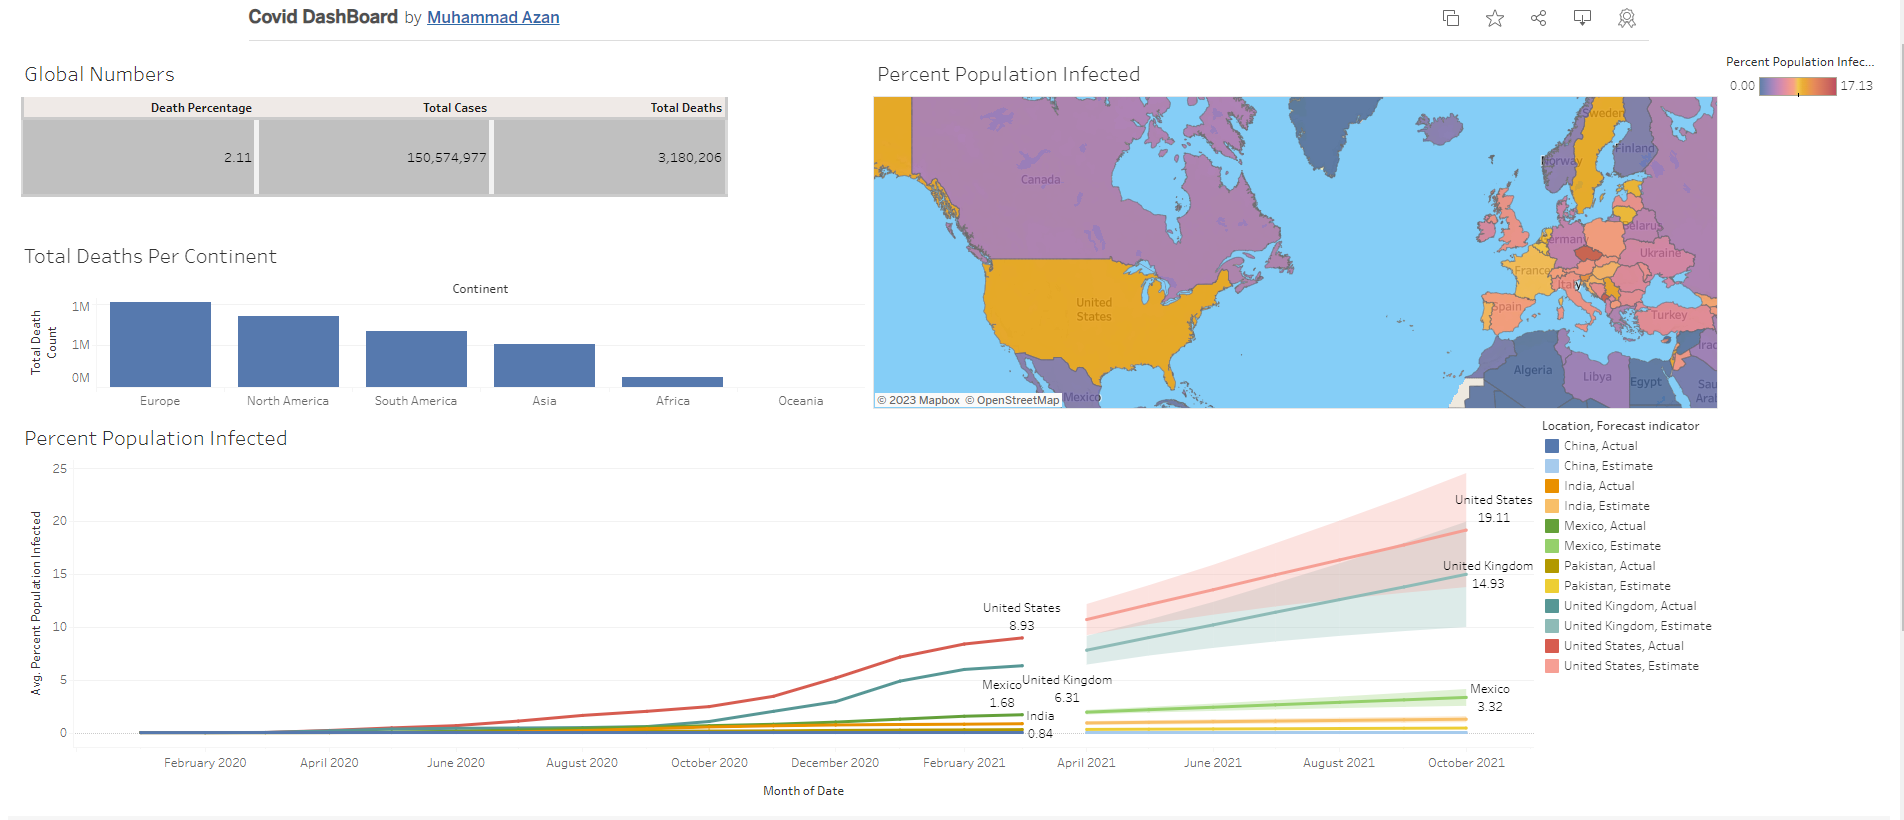 Covid DashBoard by Muhammad Azan
Global Numbers
Death Percentage Total Cases Total Deaths
2.11 150,574,977 3,180,206
Total Deaths Per Continent
Continent
Total Death
Count
1M
1M
0M
Europe North America South America Asia Africa Oceania
Percent Population Infected
Percent Population Infec...
0.00 17.13
Sweden
Norway
Finland
Canada
Belarus
Germany
Ukraine
France
Italy
United
States
Spain
Turkey
Iraq
Algeria
Libya
Egypt
Sau
Aral
Mexico
© 2023 Mapbox © OpenStreetMap
Percent Population Infected
Avg. Percent Population Infected
25
20
15
10
5
0
United States
19.11
United Kingdom
14.93
United States
8.93
United Kingdom
6.31
Mexico
1.68
Mexico
3.32
India
0.84
February 2020 April 2020 June 2020 August 2020 October 2020 December 2020 February 2021 April 2021 June 2021 August 2021 October 2021
Month of Date
Location, Forecast indicator
China, Actual
China, Estimate
India, Actual
India, Estimate
Mexico, Actual
Mexico, Estimate
Pakistan, Actual
Pakistan, Estimate
United Kingdom, Actual
United Kingdom, Estimate
United States, Actual
United States, Estimate